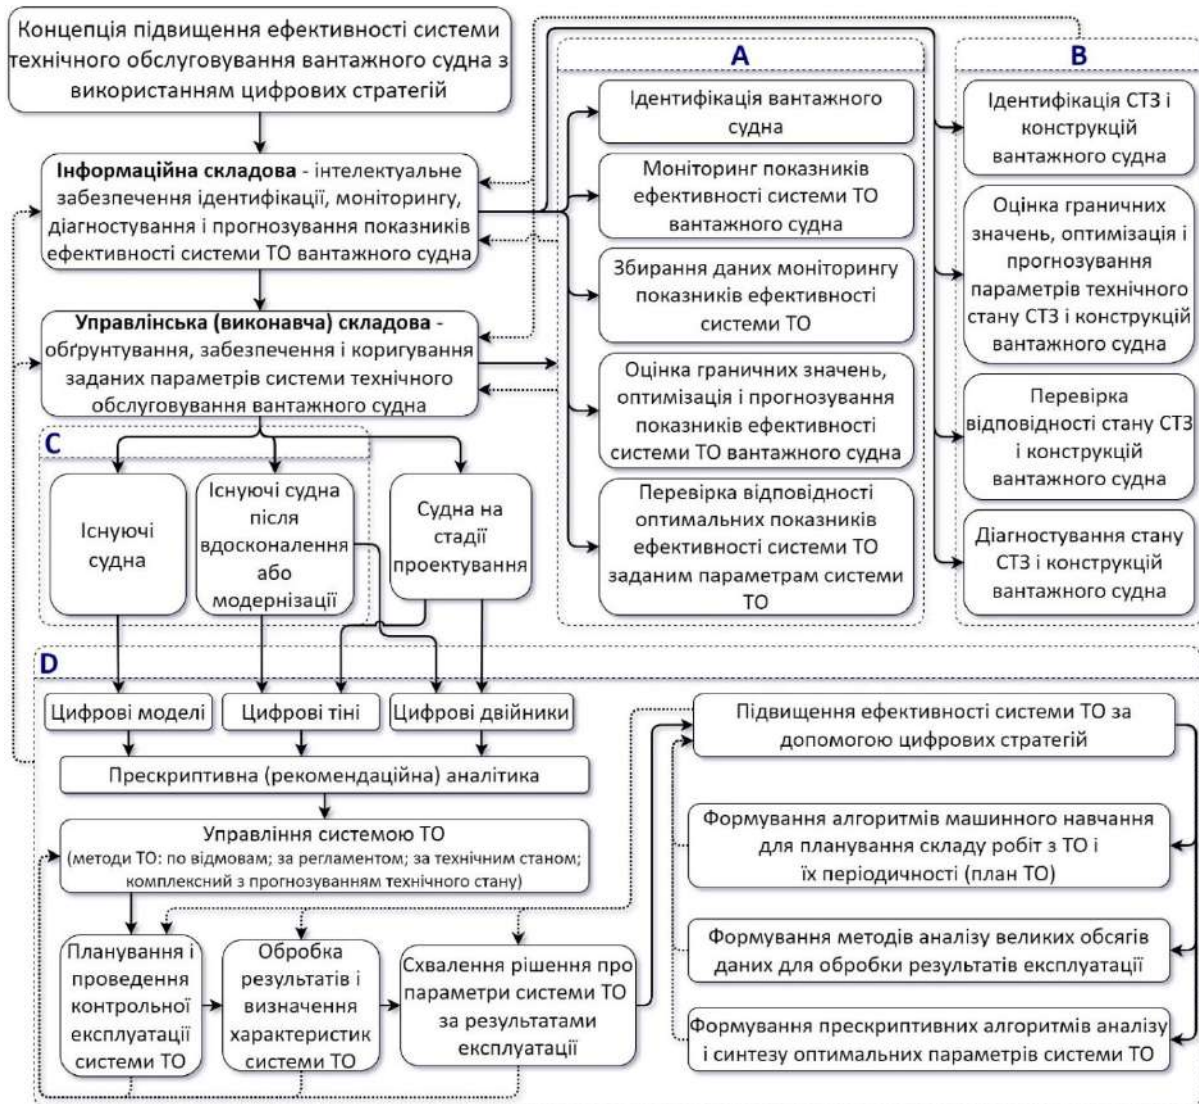 Концепція підвищення ефективності системи
технічного обслуговування вантажного судна з
використанням цифрових стратегій
Інформаційна складова - інтелектуальне
забезпечення ідентифікації, моніторингу,
діагностування і прогнозування показників
ефективності системи ТО вантажного судна
Управлінська (виконавча) складова -
обґрунтування, забезпечення і коригування
заданих параметрів системи технічного
обслуговування вантажного судна
A
Ідентифікація вантажного
судна
Моніторинг показників
ефективності системи ТО
вантажного судна
Збирання даних моніторингу
показників ефективності
системи ТО
Оцінка граничних значень,
оптимізація і прогнозування
показників ефективності
системи ТО вантажного судна
Перевірка відповідності
оптимальних показників
ефективності системи ТО
заданим параметрам системи
ТО
B
Ідентифікація СТЗ і
конструкцій
вантажного судна
Оцінка граничних
значень, оптимізація і
прогнозування
параметрів технічного
стану СТЗ і конструкцій
вантажного судна
Перевірка
відповідності стану СТЗ
і конструкцій
вантажного судна
Діагностування стану
СТЗ і конструкцій
вантажного судна
C
Існуючі
судна
Існуючі судна
після
вдосконалення
або
модернізації
Судна на
стадії
проектування
D
Цифрові моделі
Цифрові тіні
Цифрові двійники
Прескриптивна (рекомендаційна) аналітика
Управління системою ТО
(методи ТО: по відмовам; за регламентом; за технічним станом;
комплексний з прогнозуванням технічного стану)
Планування і
проведення
контрольної
експлуатації
системи ТО
Обробка
результатів і
визначення
характеристик
системи ТО
Схвалення рішення про
параметри системи ТО
за результатами
експлуатації
Підвищення ефективності системи ТО за
допомогою цифрових стратегій
Формування алгоритмів машинного навчання
для планування складу робіт з ТО і
їх періодичності (план ТО)
Формування методів аналізу великих обсягів
даних для обробки результатів експлуатації
Формування прескриптивних алгоритмів аналізу
і синтезу оптимальних параметрів системи ТО